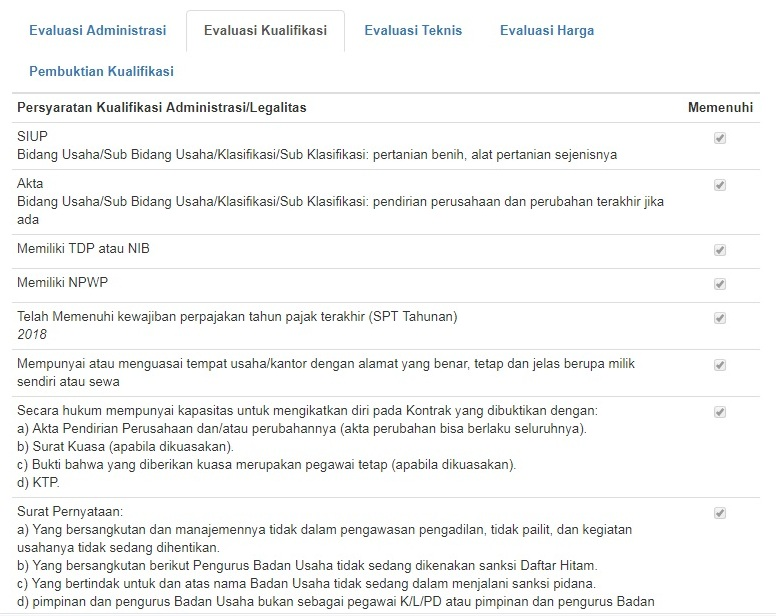 Evaluasi Administrasi
Evaluasi Kualifikasi
Evaluasi Teknis
Evaluasi Harga
Pembuktian Kualifikasi
Persyaratan Kualifikasi Administrasi/Legalitas
Memenuhi
SIUP
Bidang Usaha/Sub Bidang Usaha/Klasifikasi/Sub Klasifikasi: pertanian benih, alat pertanian sejenisnya
Akta
Bidang Usaha/Sub Bidang Usaha/Klasifikasi/Sub Klasifikasi: pendirian perusahaan dan perubahan terakhir jika
ada
Memiliki TDP atau NIB
Memiliki NPWP
Telah Memenuhi kewajiban perpajakan tahun pajak terakhir (SPT Tahunan)
2018
Mempunyai atau menguasai tempat usaha/kantor dengan alamat yang benar, tetap dan jelas berupa milik
sendiri atau sewa
Secara hukum mempunyai kapasitas untuk mengikatkan diri pada Kontrak yang dibuktikan dengan:
a) Akta Pendirian Perusahaan dan/atau perubahannya (akta perubahan bisa berlaku seluruhnya).
b) Surat Kuasa (apabila dikuasakan).
c) Bukti bahwa yang diberikan kuasa merupakan pegawai tetap (apabila dikuasakan).
d) KTP.
Surat Pernyataan:
a) Yang bersangkutan dan manajemennya tidak dalam pengawasan pengadilan, tidak pailit, dan kegiatan
usahanya tidak sedang dihentikan.
b) Yang bersangkutan berikut Pengurus Badan Usaha tidak sedang dikenakan sanksi Daftar Hitam.
c) Yang bertindak untuk dan atas nama Badan Usaha tidak sedang dalam menjalani sanksi pidana.
d) pimpinan dan pengurus Badan Usaha bukan sebagai pegawai K/L/PD atau pimpinan dan pengurus Badan